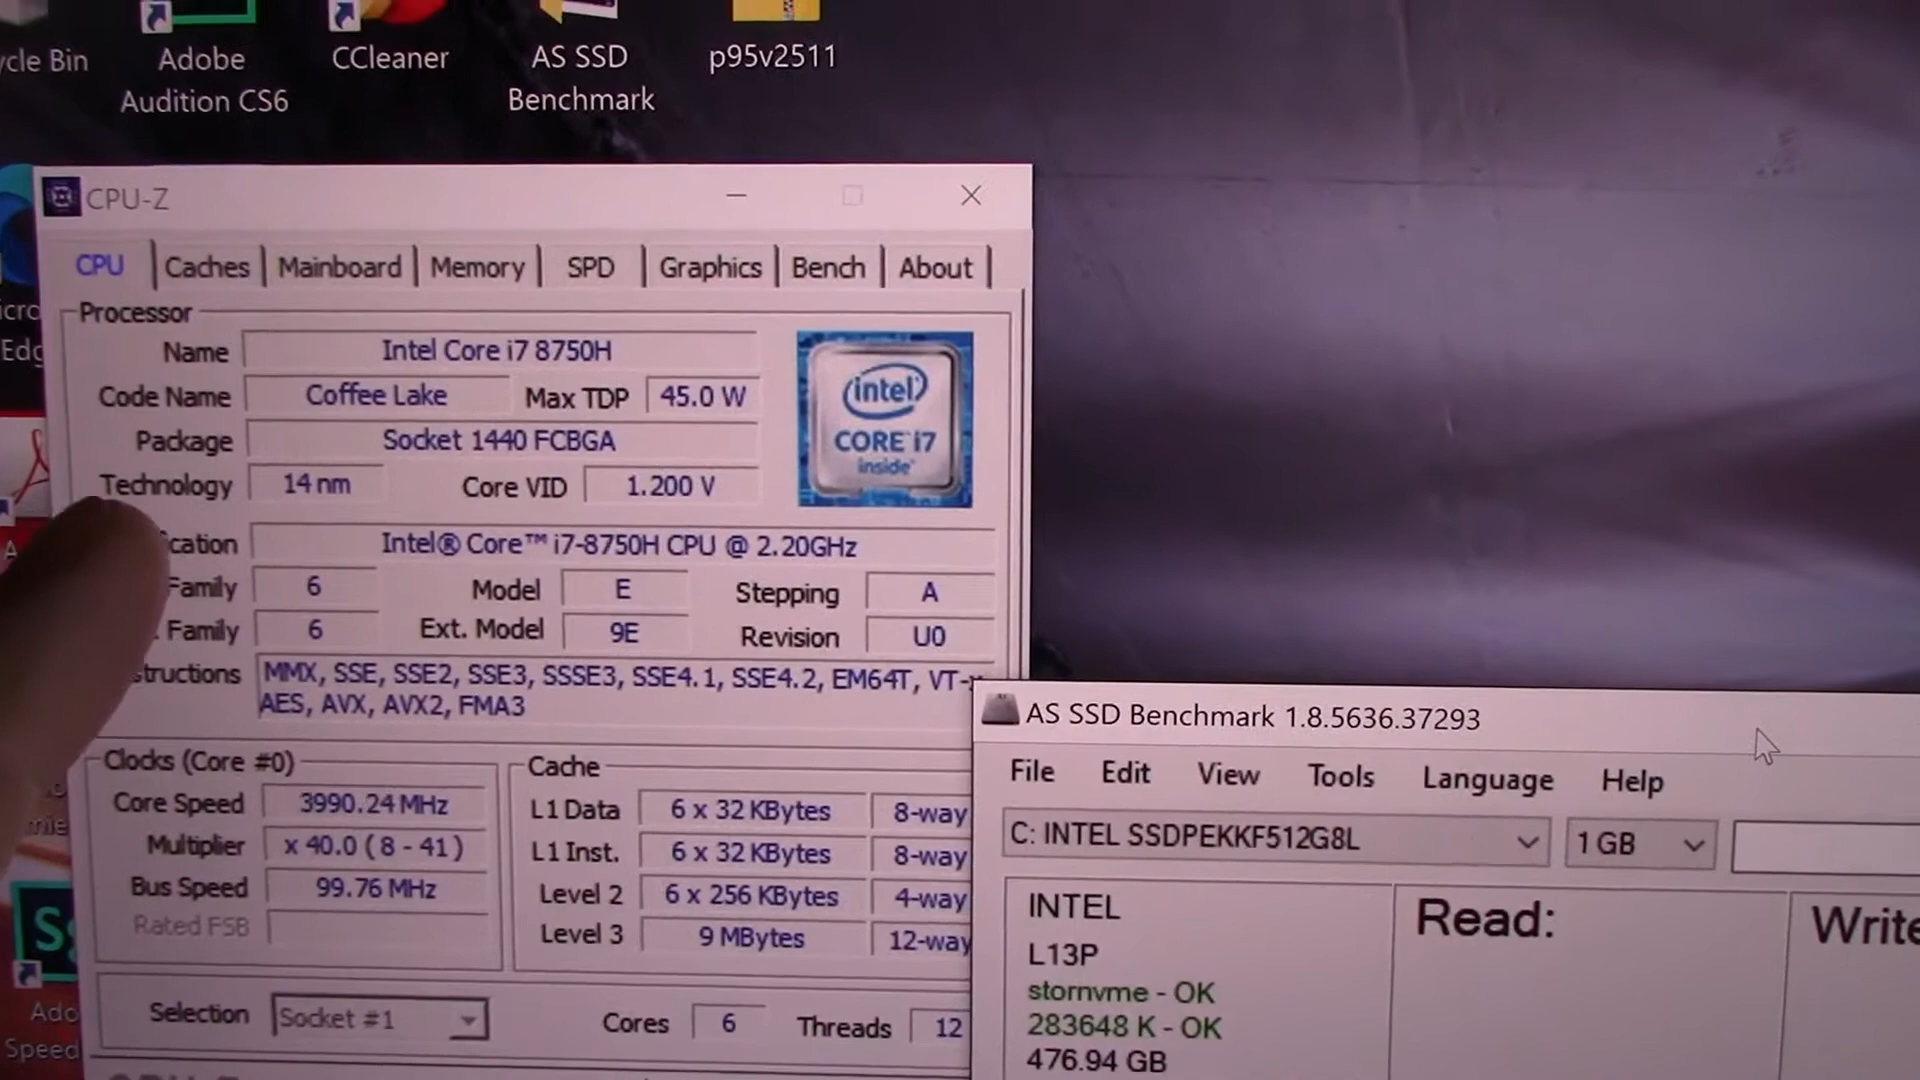 cycle Bin
Adobe
Audition CS6
CCleaner
AS SSD
Benchmark
p95v2511
CPU-Z
CPU
Caches
Mainboard
Memory
SPD
Graphics
Bench
About
Processor
Name Intel Core i7 8750H
Code Name Coffee Lake Max TDP 45.0 W
Package Socket 1440 FCBGA
Technology 14 nm Core VID 1.200 V
intel
CORE i7
inside
ication Intel® Core™ i7-8750H CPU @ 2.20GHz
Family 6 Model E Stepping A
. Family 6 Ext. Model 9E Revision U0
structions MMX, SSE, SSE2, SSE3, SSSE3, SSE4.1, SSE4.2, EM64T, VT-x
AES, AVX, AVX2, FMA3
Clocks (Core #0)
Core Speed 3990.24 MHz
Multiplier x 40.0 ( 8 - 41 )
Bus Speed 99.76 MHz
Rated FSB
Cache
L1 Data 6 x 32 KBytes 8-way
L1 Inst. 6 x 32 KBytes 8-way
Level 2 6 x 256 KBytes 4-way
Level 3 9 MBytes 12-way
Selection Socket #1 Cores 6 Threads 12
AS SSD Benchmark 1.8.5636.37293
File Edit View Tools Language Help
C: INTEL SSDPEKKF512G8L 1 GB
INTEL
L13P
stornvme - OK
283648 K - OK
476.94 GB
Read:
Write
icro
Edg
Sg
Ado
Speed